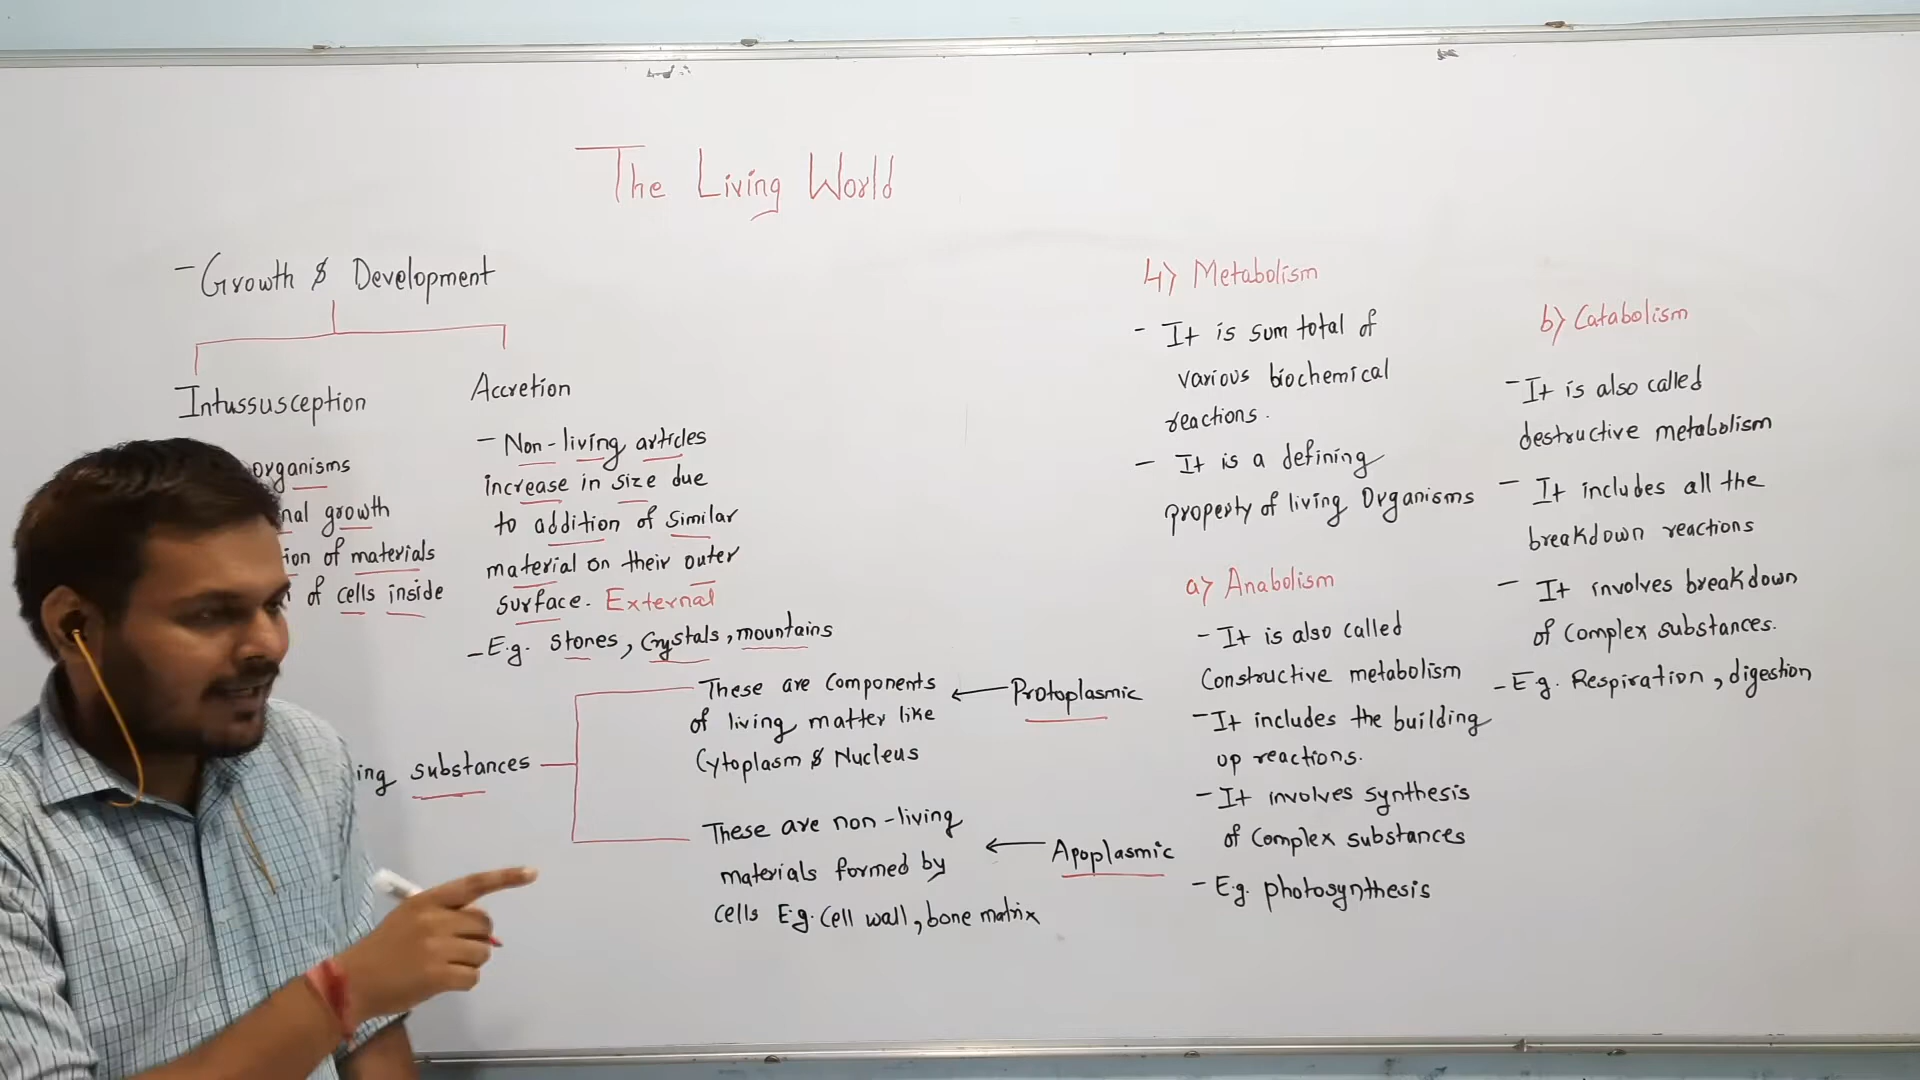 The Living World
- Growth & Development
Intussusception
organisms
growth
of materials
of cells inside
Accretion
- Non-living articles
increase in size due
to addition of similar
material on their outer
surface. External
- E.g. stones, Crystals, mountains
substances
These are components
of living matter like
Cytoplasm & Nucleus
Protoplasmic
These are non-living
materials formed by
cells E.g. Cell wall, bone matrix
Apoplasmic
4) Metabolism
- It is sum total of
various biochemical
reactions.
- It is a defining
property of living Organisms
a) Anabolism
- It is also called
Constructive metabolism
- It includes the building
up reactions.
- It involves synthesis
of Complex substances
- E.g. photosynthesis
b) Catabolism
- It is also called
destructive metabolism
- It includes all the
breakdown reactions
- It involves breakdown
of Complex substances.
- E.g. Respiration, digestion